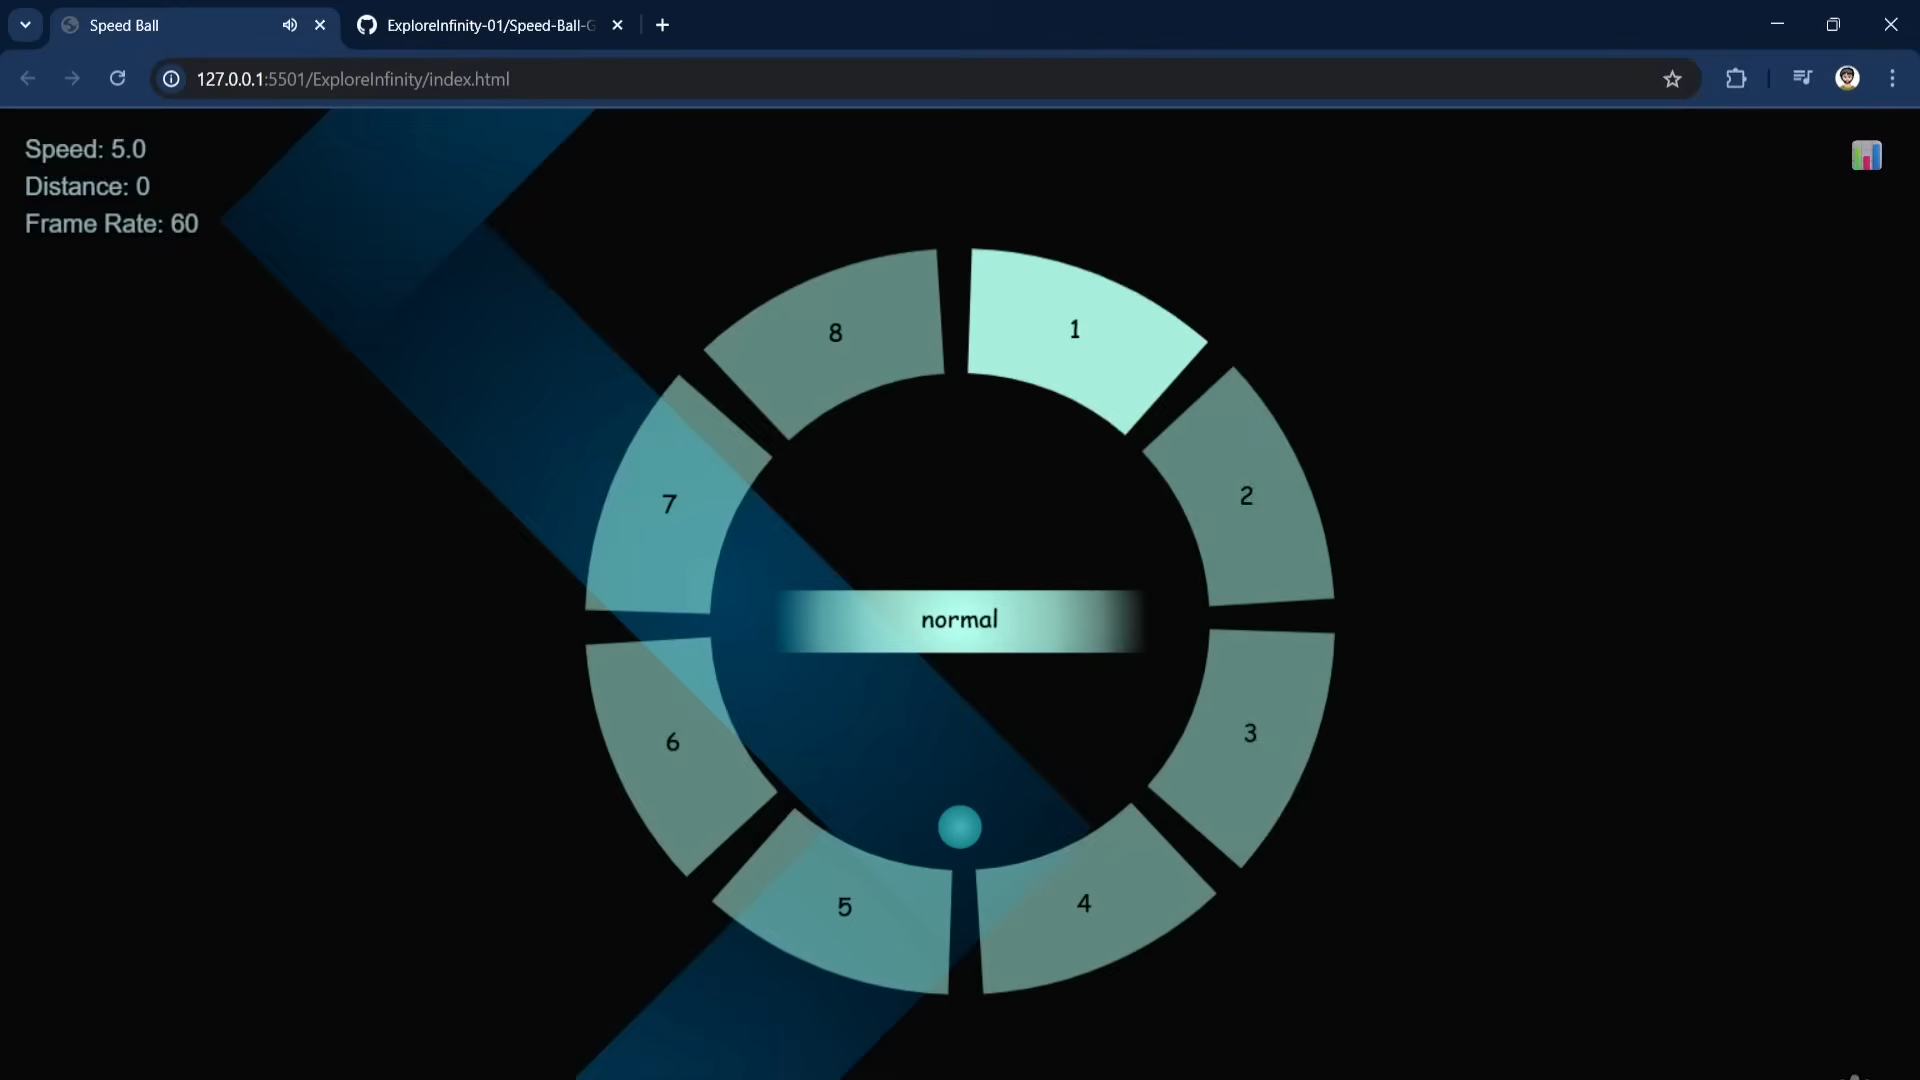 Speed Ball
ExploreInfinity-01/Speed-Ball-G
127.0.0.1:5501/ExploreInfinity/index.html
Speed: 5.0
Distance: 0
Frame Rate: 60
8
1
7
2
normal
6
3
5
4